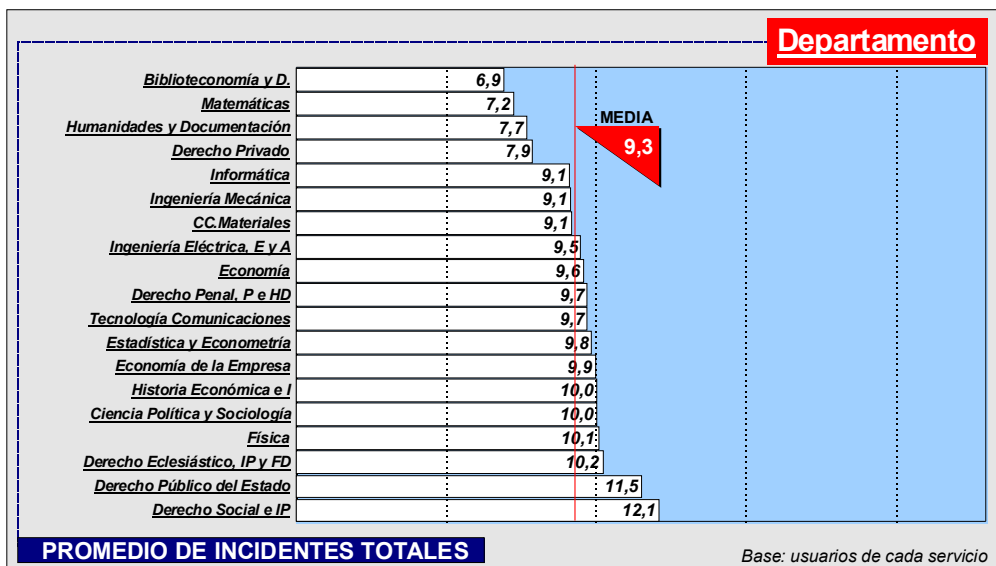 Departamento
Biblioteconomía y D. 6,9
Matemáticas 7,2
MEDIA
Humanidades y Documentación 7,7
9,3
Derecho Privado 7,9
Informática 9,1
Ingeniería Mecánica 9,1
CC.Materiales 9,1
Ingeniería Eléctrica, E y A 9,5
Economía 9,6
Derecho Penal, P e HD 9,7
Tecnología Comunicaciones 9,7
Estadística y Econometría 9,8
Economía de la Empresa 9,9
Historia Económica e I 10,0
Ciencia Política y Sociología 10,0
Física 10,1
Derecho Eclesiástico, IP y FD 10,2
Derecho Público del Estado 11,5
Derecho Social e IP 12,1
PROMEDIO DE INCIDENTES TOTALES
Base: usuarios de cada servicio